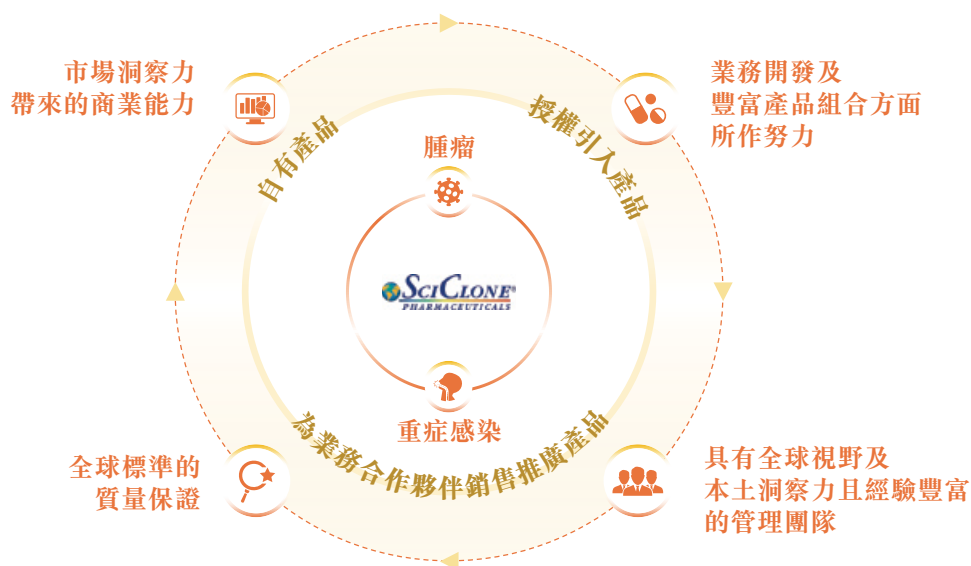 市場洞察力
帶來的商業能力
業務開發及
豐富產品組合方面
所作努力
自有產品
授權引入產品
腫瘤
SCICLONE®
PHARMACEUTICALS
重症感染
為業務合作夥伴銷售推廣產品
全球標準的
質量保證
具有全球視野及
本土洞察力且經驗豐富
的管理團隊